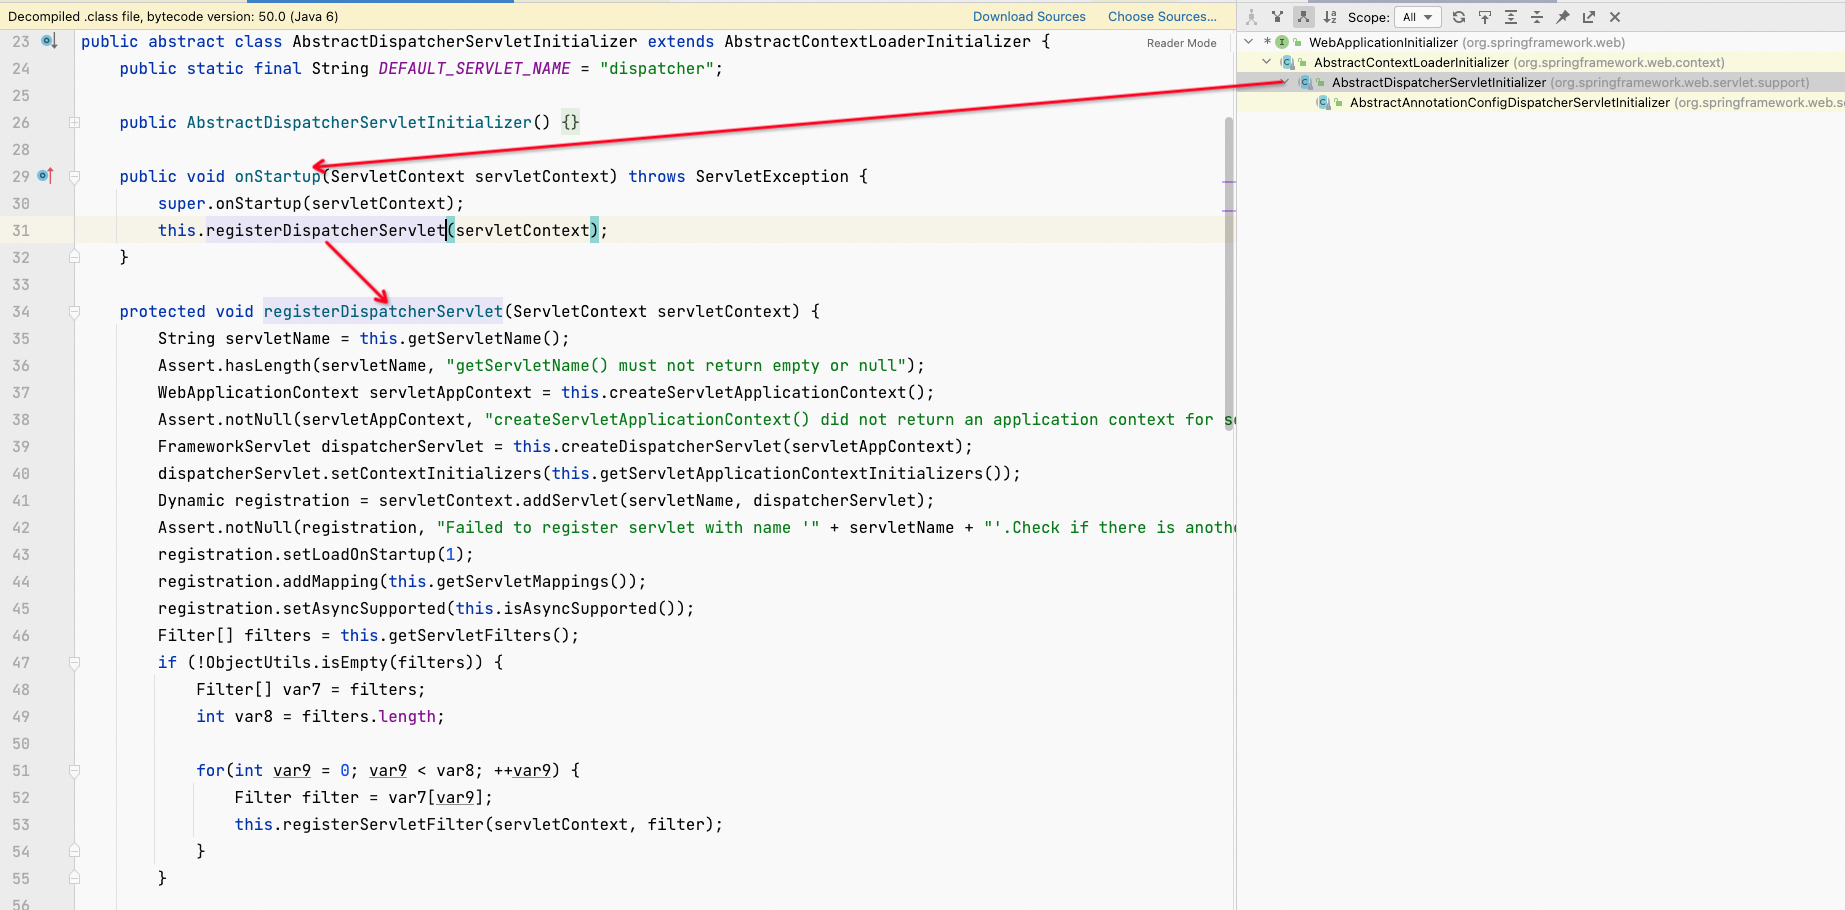 Decompiled .class file, bytecode version: 50.0 (Java 6)
Download Sources
Choose Sources...
Reader Mode
23 public abstract class AbstractDispatcherServletInitializer extends AbstractContextLoaderInitializer {
24 public static final String DEFAULT_SERVLET_NAME = "dispatcher";
25
26 public AbstractDispatcherServletInitializer() {}
28
29 public void onStartup(ServletContext servletContext) throws ServletException {
30 super.onStartup(servletContext);
31 this.registerDispatcherServlet(servletContext);
32 }
33
34 protected void registerDispatcherServlet(ServletContext servletContext) {
35 String servletName = this.getServletName();
36 Assert.hasLength(servletName, "getServletName() must not return empty or null");
37 WebApplicationContext servletAppContext = this.createServletApplicationContext();
38 Assert.notNull(servletAppContext, "createServletApplicationContext() did not return an application context for se
39 FrameworkServlet dispatcherServlet = this.createDispatcherServlet(servletAppContext);
40 dispatcherServlet.setContextInitializers(this.getServletApplicationContextInitializers());
41 Dynamic registration = servletContext.addServlet(servletName, dispatcherServlet);
42 Assert.notNull(registration, "Failed to register servlet with name '" + servletName + "'.Check if there is anothe
43 registration.setLoadOnStartup(1);
44 registration.addMapping(this.getServletMappings());
45 registration.setAsyncSupported(this.isAsyncSupported());
46 Filter[] filters = this.getServletFilters();
47 if (!ObjectUtils.isEmpty(filters)) {
48 Filter[] var7 = filters;
49 int var8 = filters.length;
50
51 for(int var9 = 0; var9 < var8; ++var9) {
52 Filter filter = var7[var9];
53 this.registerServletFilter(servletContext, filter);
54 }
55 }
56
Scope: All
* WebApplicationInitializer (org.springframework.web)
AbstractContextLoaderInitializer (org.springframework.web.context)
AbstractDispatcherServletInitializer (org.springframework.web.servlet.support)
AbstractAnnotationConfigDispatcherServletInitializer (org.springframework.web.s